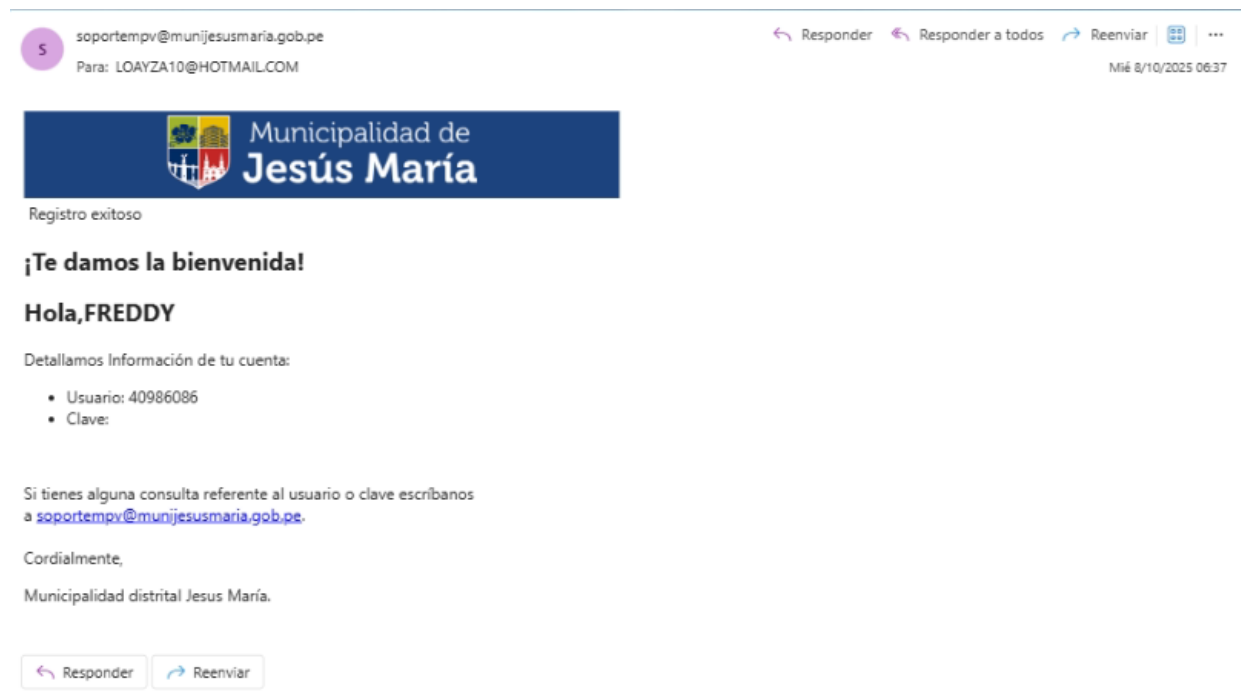 S
soportempv@munijesusmaria.gob.pe
Responder
Responder a todos
Reenviar
...
Para: LOAYZA10@HOTMAIL.COM
Mié 8/10/2025 06:37
Municipalidad de
Jesús María
Registro exitoso
¡Te damos la bienvenida!
Hola,FREDDY
Detallamos Información de tu cuenta:
• Usuario: 40986086
• Clave:
Si tienes alguna consulta referente al usuario o clave escríbanos
a soportempv@munijesusmaria.gob.pe.
Cordialmente,
Municipalidad distrital Jesus María.
Responder
Reenviar